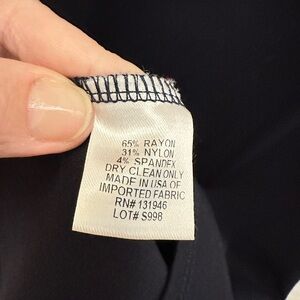 65% RAYON
31% NYLON
4% SPANDEX
DRY CLEAN ONLY
MADE IN USA OF
IMPORTED FABRIC
RN# 131946
LOT# S998